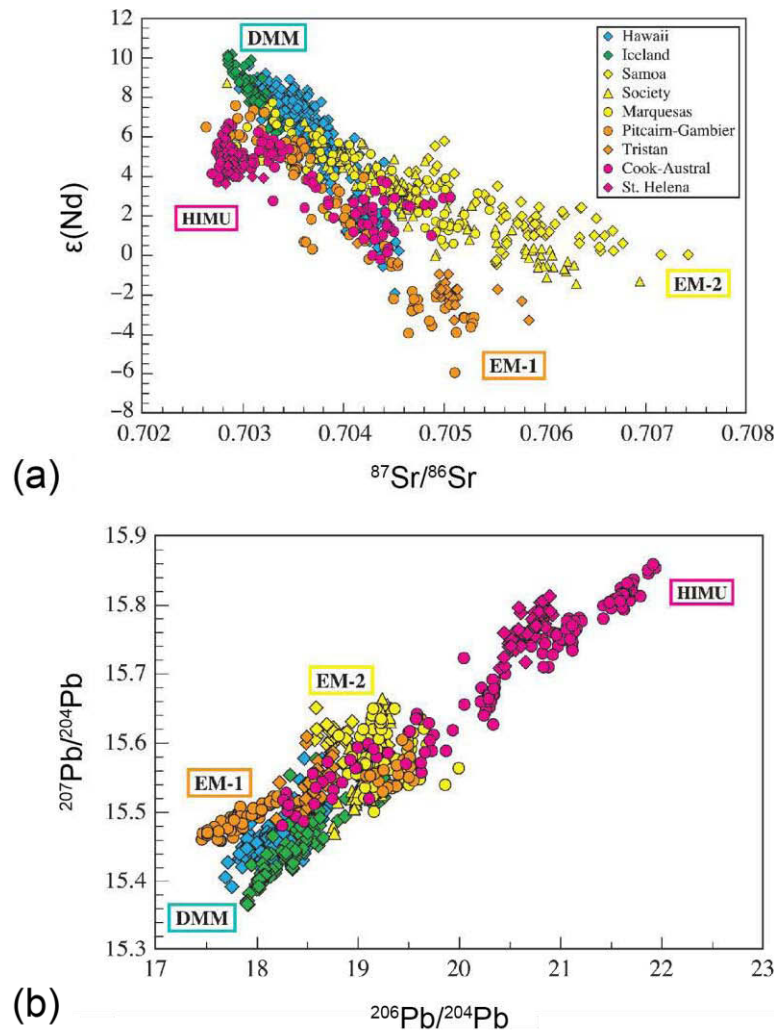 (a)
12
10
8
6
4
2
0
−2
−4
−6
−8
ε(Nd)
DMM
HIMU
EM-1
EM-2
Hawaii
Iceland
Samoa
Society
Marquesas
Pitcairn-Gambier
Tristan
Cook-Austral
St. Helena
0.702 0.703 0.704 0.705 0.706 0.707 0.708
⁸⁷Sr/⁸⁶Sr
(b)
15.9
15.8
15.7
15.6
15.5
15.4
15.3
²⁰⁷Pb/²⁰⁴Pb
HIMU
EM-2
EM-1
DMM
17 18 19 20 21 22 23
²⁰⁶Pb/²⁰⁴Pb